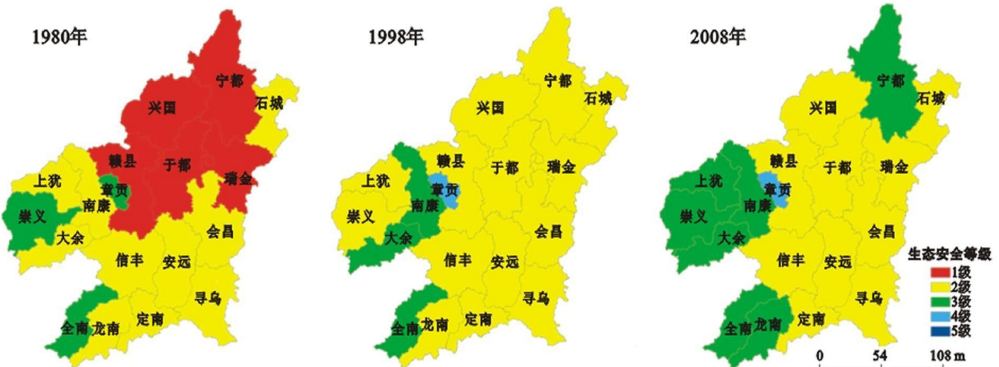 1980年
宁都
兴国
石城
赣县
于都
瑞金
上犹
章贡
崇义
南康
大余
会昌
信丰
安远
寻乌
全南
龙南
定南
1998年
宁都
兴国
石城
赣县
于都
瑞金
上犹
章贡
崇义
南康
大余
会昌
信丰
安远
寻乌
全南
龙南
定南
2008年
宁都
兴国
石城
赣县
于都
瑞金
上犹
章贡
崇义
南康
大余
会昌
信丰
安远
寻乌
全南
龙南
定南
生态安全等级
1级
2级
3级
4级
5级
0 54 108 m